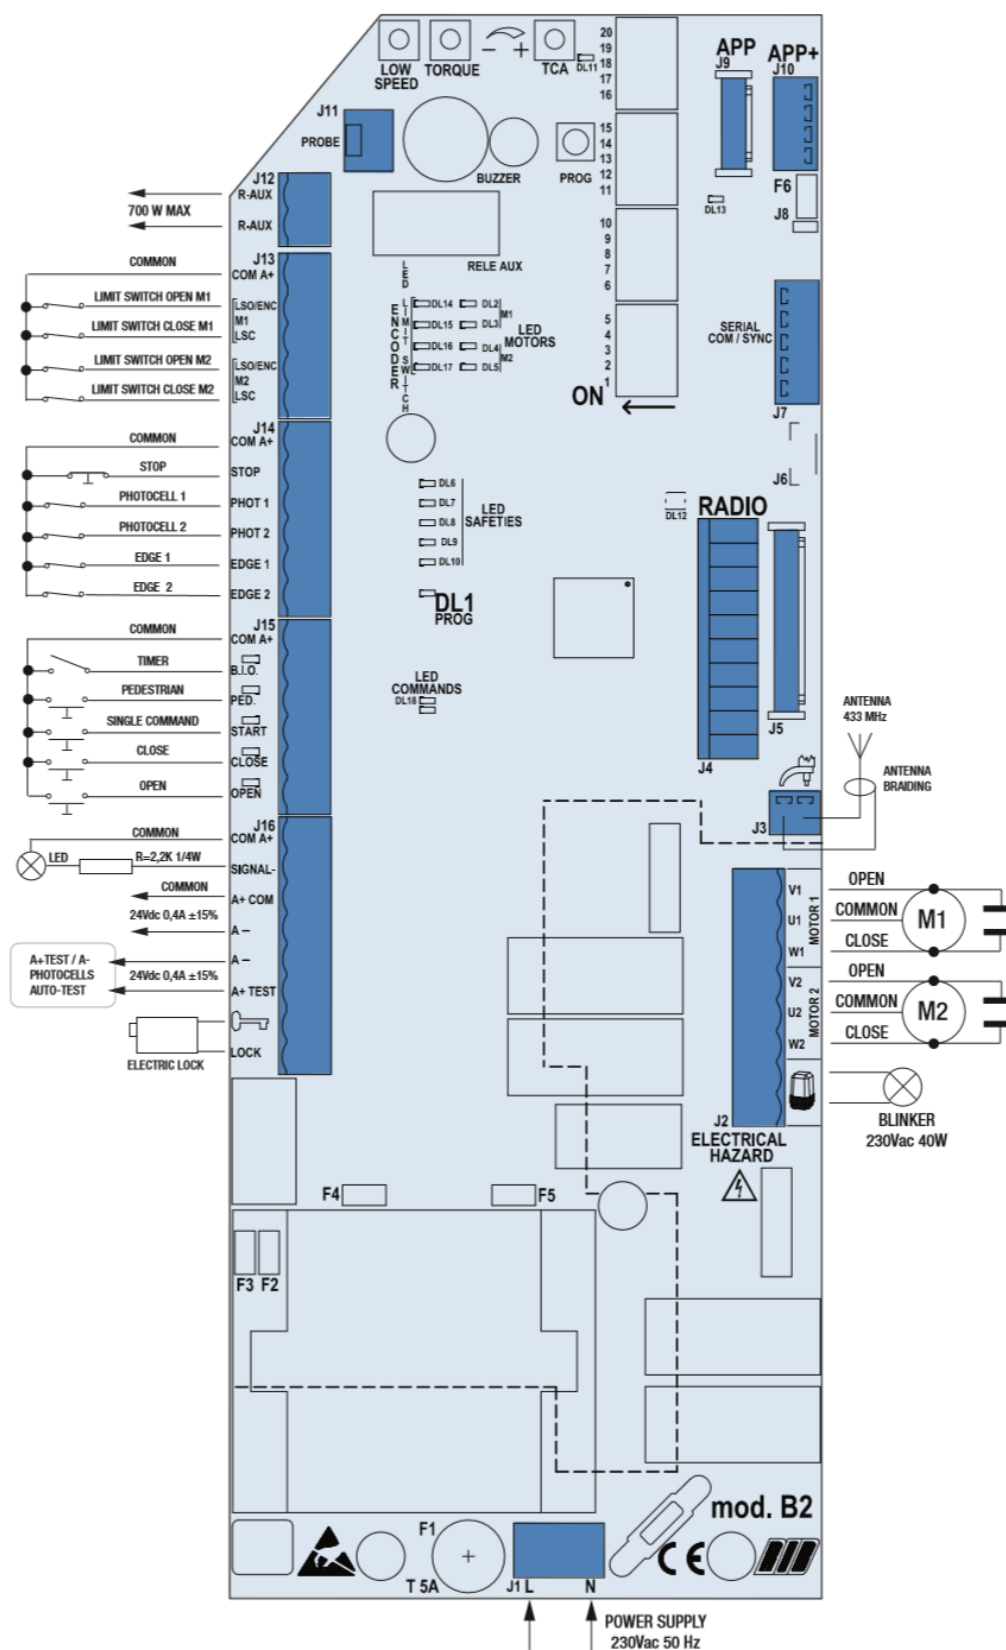 LOW
SPEED
TORQUE
− +
TCA
DL11
20
19
18
17
16
APP
J9
APP+
J10
J11
PROBE
BUZZER
PROG
15
14
13
12
11
F6
J8
DL13
J12
R-AUX
700 W MAX
R-AUX
RELE AUX
10
9
8
7
6
COMMON
J13
COM A+
LIMIT SWITCH OPEN M1
LSO/ENC
M1
LIMIT SWITCH CLOSE M1
LSC
LIMIT SWITCH OPEN M2
LSO/ENC
M2
LIMIT SWITCH CLOSE M2
LSC
ENCODER
LED LIMIT SWITCH
DL14 DL2
DL15 DL3
M1
DL16 DL4
M2
DL17 DL5
LED
MOTORS
5
4
3
2
1
ON
SERIAL
COM / SYNC
J7
COMMON
J14
COM A+
STOP
STOP
PHOTOCELL 1
PHOT 1
PHOTOCELL 2
PHOT 2
EDGE 1
EDGE 1
EDGE 2
EDGE 2
DL6
DL7
DL8
DL9
DL10
LED
SAFETIES
J6
DL12
RADIO
DL1
PROG
COMMON
J15
COM A+
TIMER
B.I.O.
PEDESTRIAN
PED.
SINGLE COMMAND
START
CLOSE
CLOSE
OPEN
OPEN
LED
COMMANDS
DL18
J5
J4
ANTENNA
433 MHz
ANTENNA
BRAIDING
J3
J16
COMMON
COM A+
LED
R=2,2K 1/4W
SIGNAL-
COMMON
A+ COM
24Vdc 0,4A ±15%
A −
A+TEST / A-
PHOTOCELLS
AUTO-TEST
A −
24Vdc 0,4A ±15%
A+ TEST
LOCK
ELECTRIC LOCK
V1
OPEN
U1
COMMON
W1
CLOSE
MOTOR 1
M1
V2
OPEN
U2
COMMON
W2
CLOSE
MOTOR 2
M2
BLINKER
230Vac 40W
J2
ELECTRICAL
HAZARD
F4
F5
F3 F2
mod. B2
F1
T 5A
J1 L
N
CE
POWER SUPPLY
230Vac 50 Hz